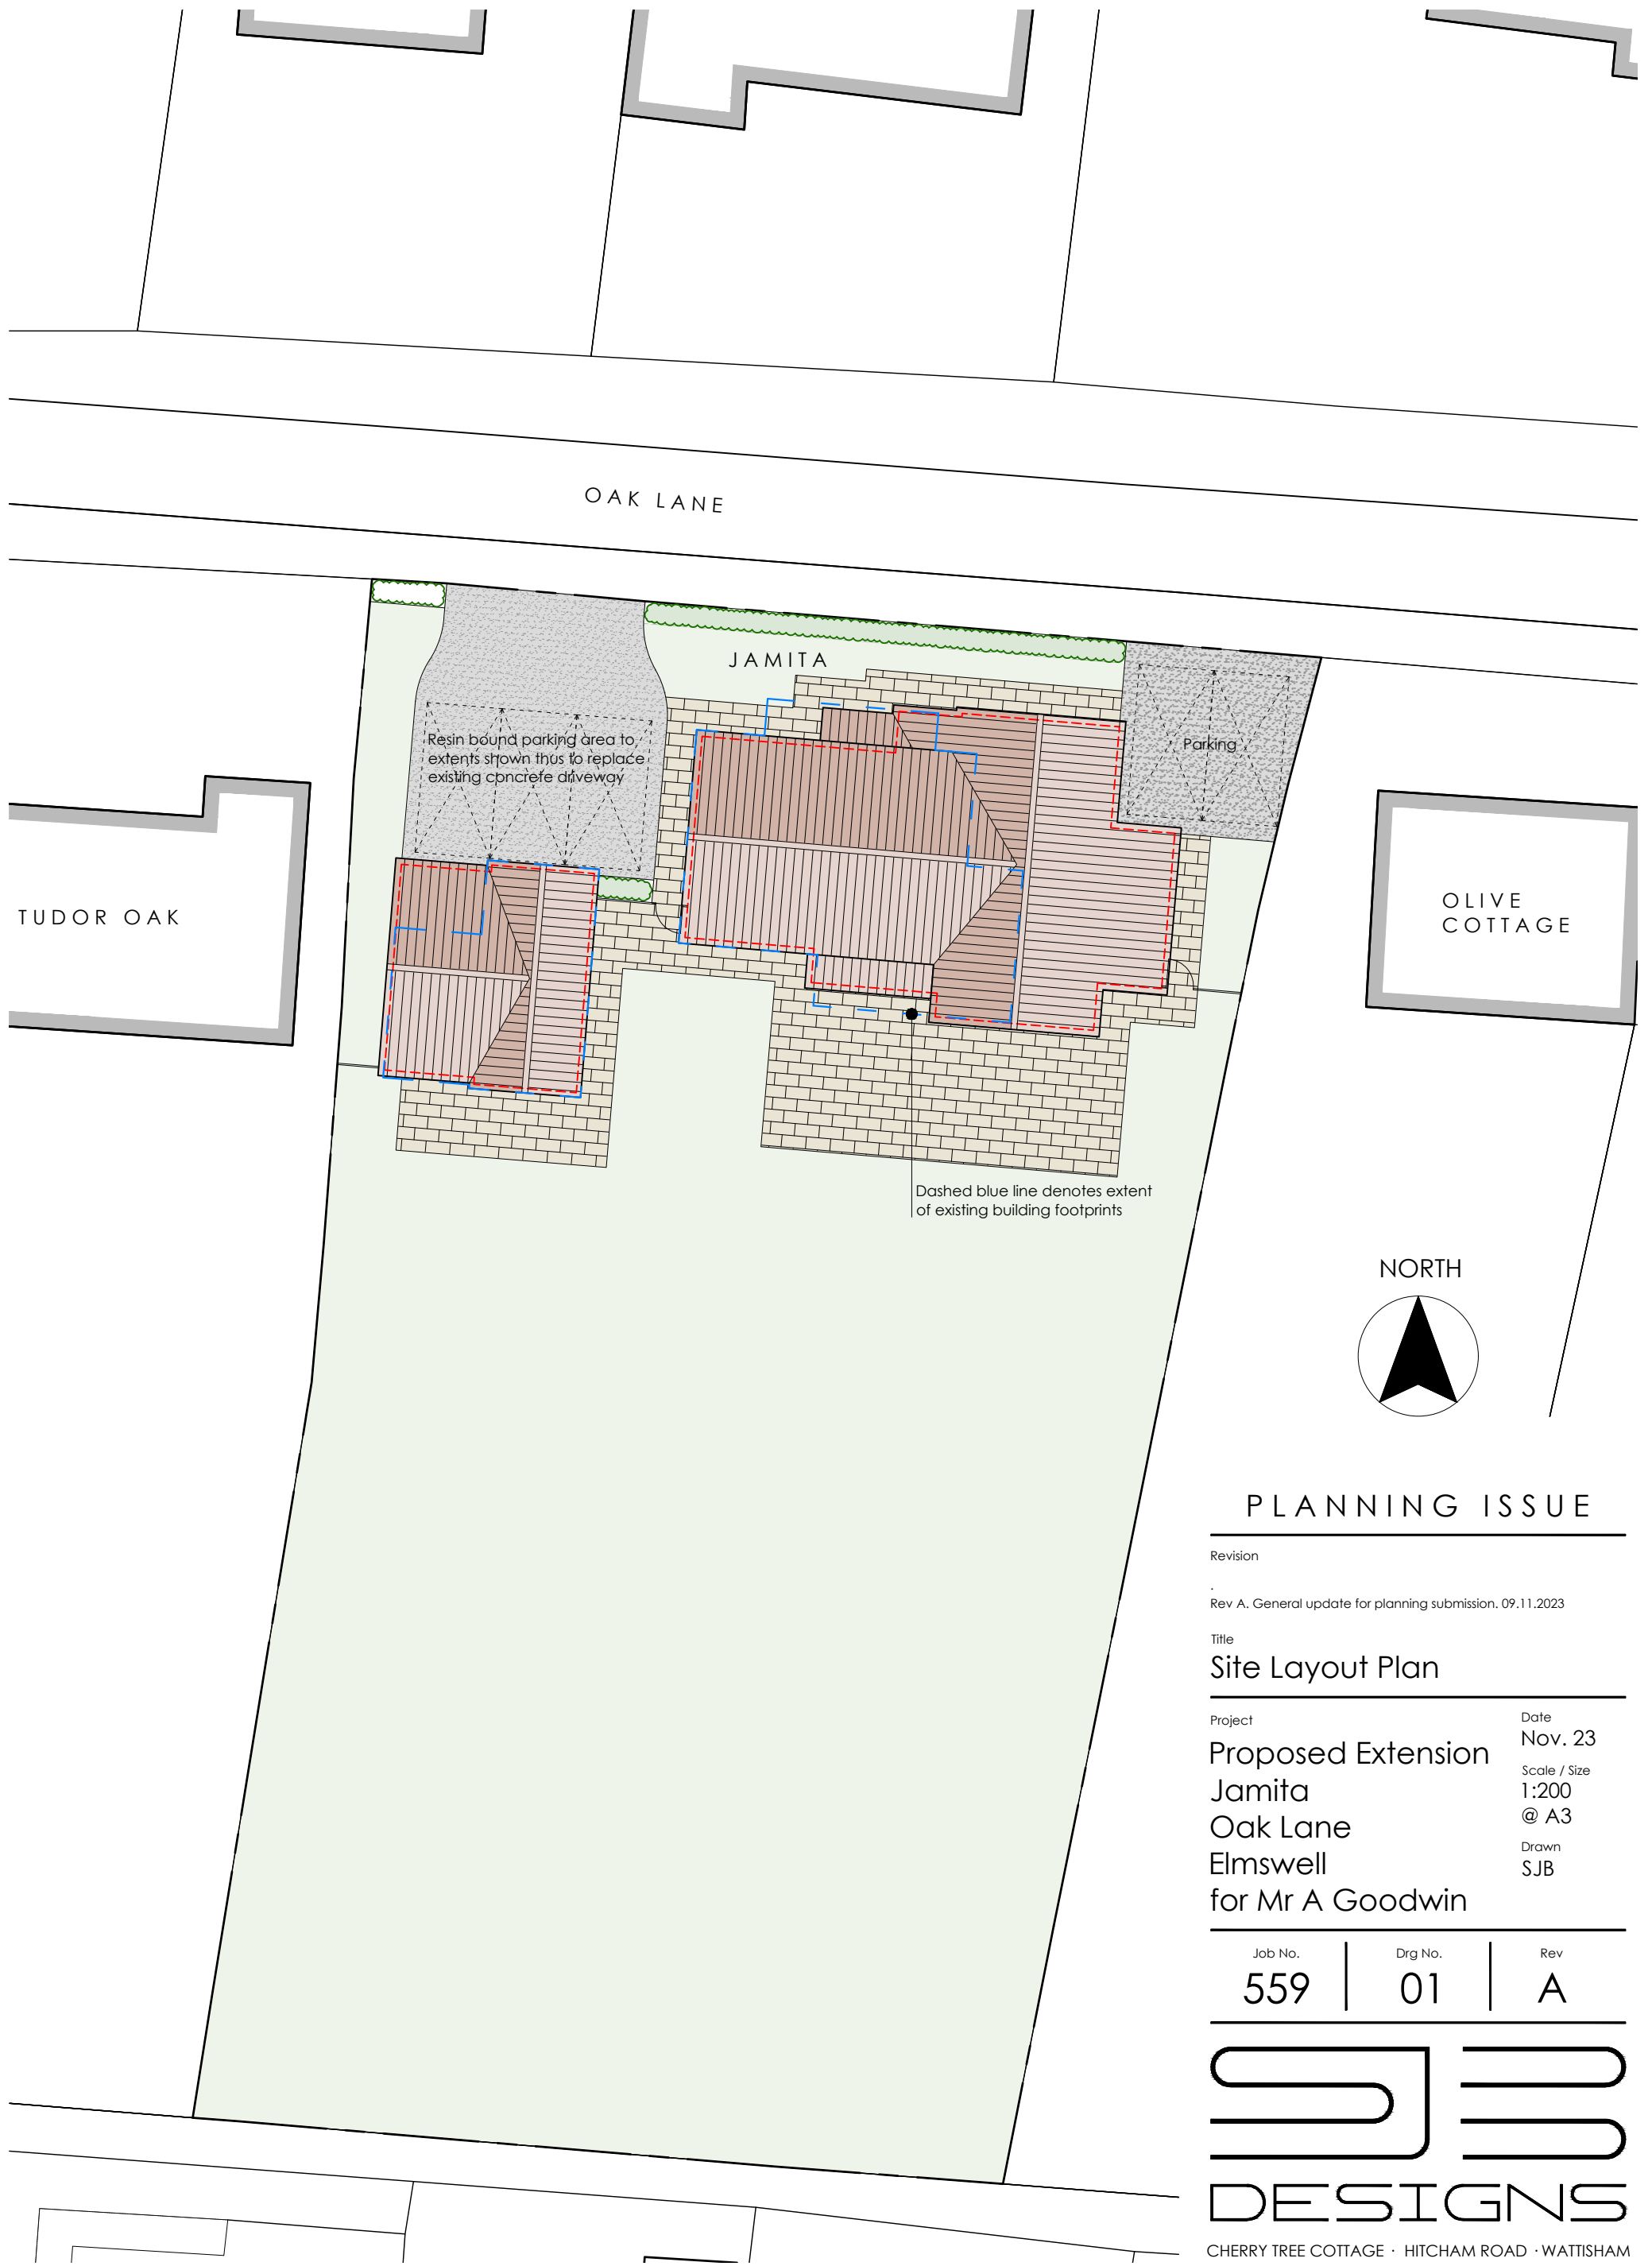 OAK LANE
JAMITA
Resin bound parking area to
extents shown thus to replace
existing concrete driveway
Parking
TUDOR OAK
OLIVE
COTTAGE
Dashed blue line denotes extent
of existing building footprints
NORTH
PLANNING ISSUE
Revision
.
Rev A. General update for planning submission. 09.11.2023
Title
Site Layout Plan
Project
Proposed Extension
Jamita
Oak Lane
Elmswell
for Mr A Goodwin
Date
Nov. 23
Scale / Size
1:200
@ A3
Drawn
SJB
Job No.
559
Drg No.
01
Rev
A
SJB
DESIGNS
CHERRY TREE COTTAGE · HITCHAM ROAD · WATTISHAM